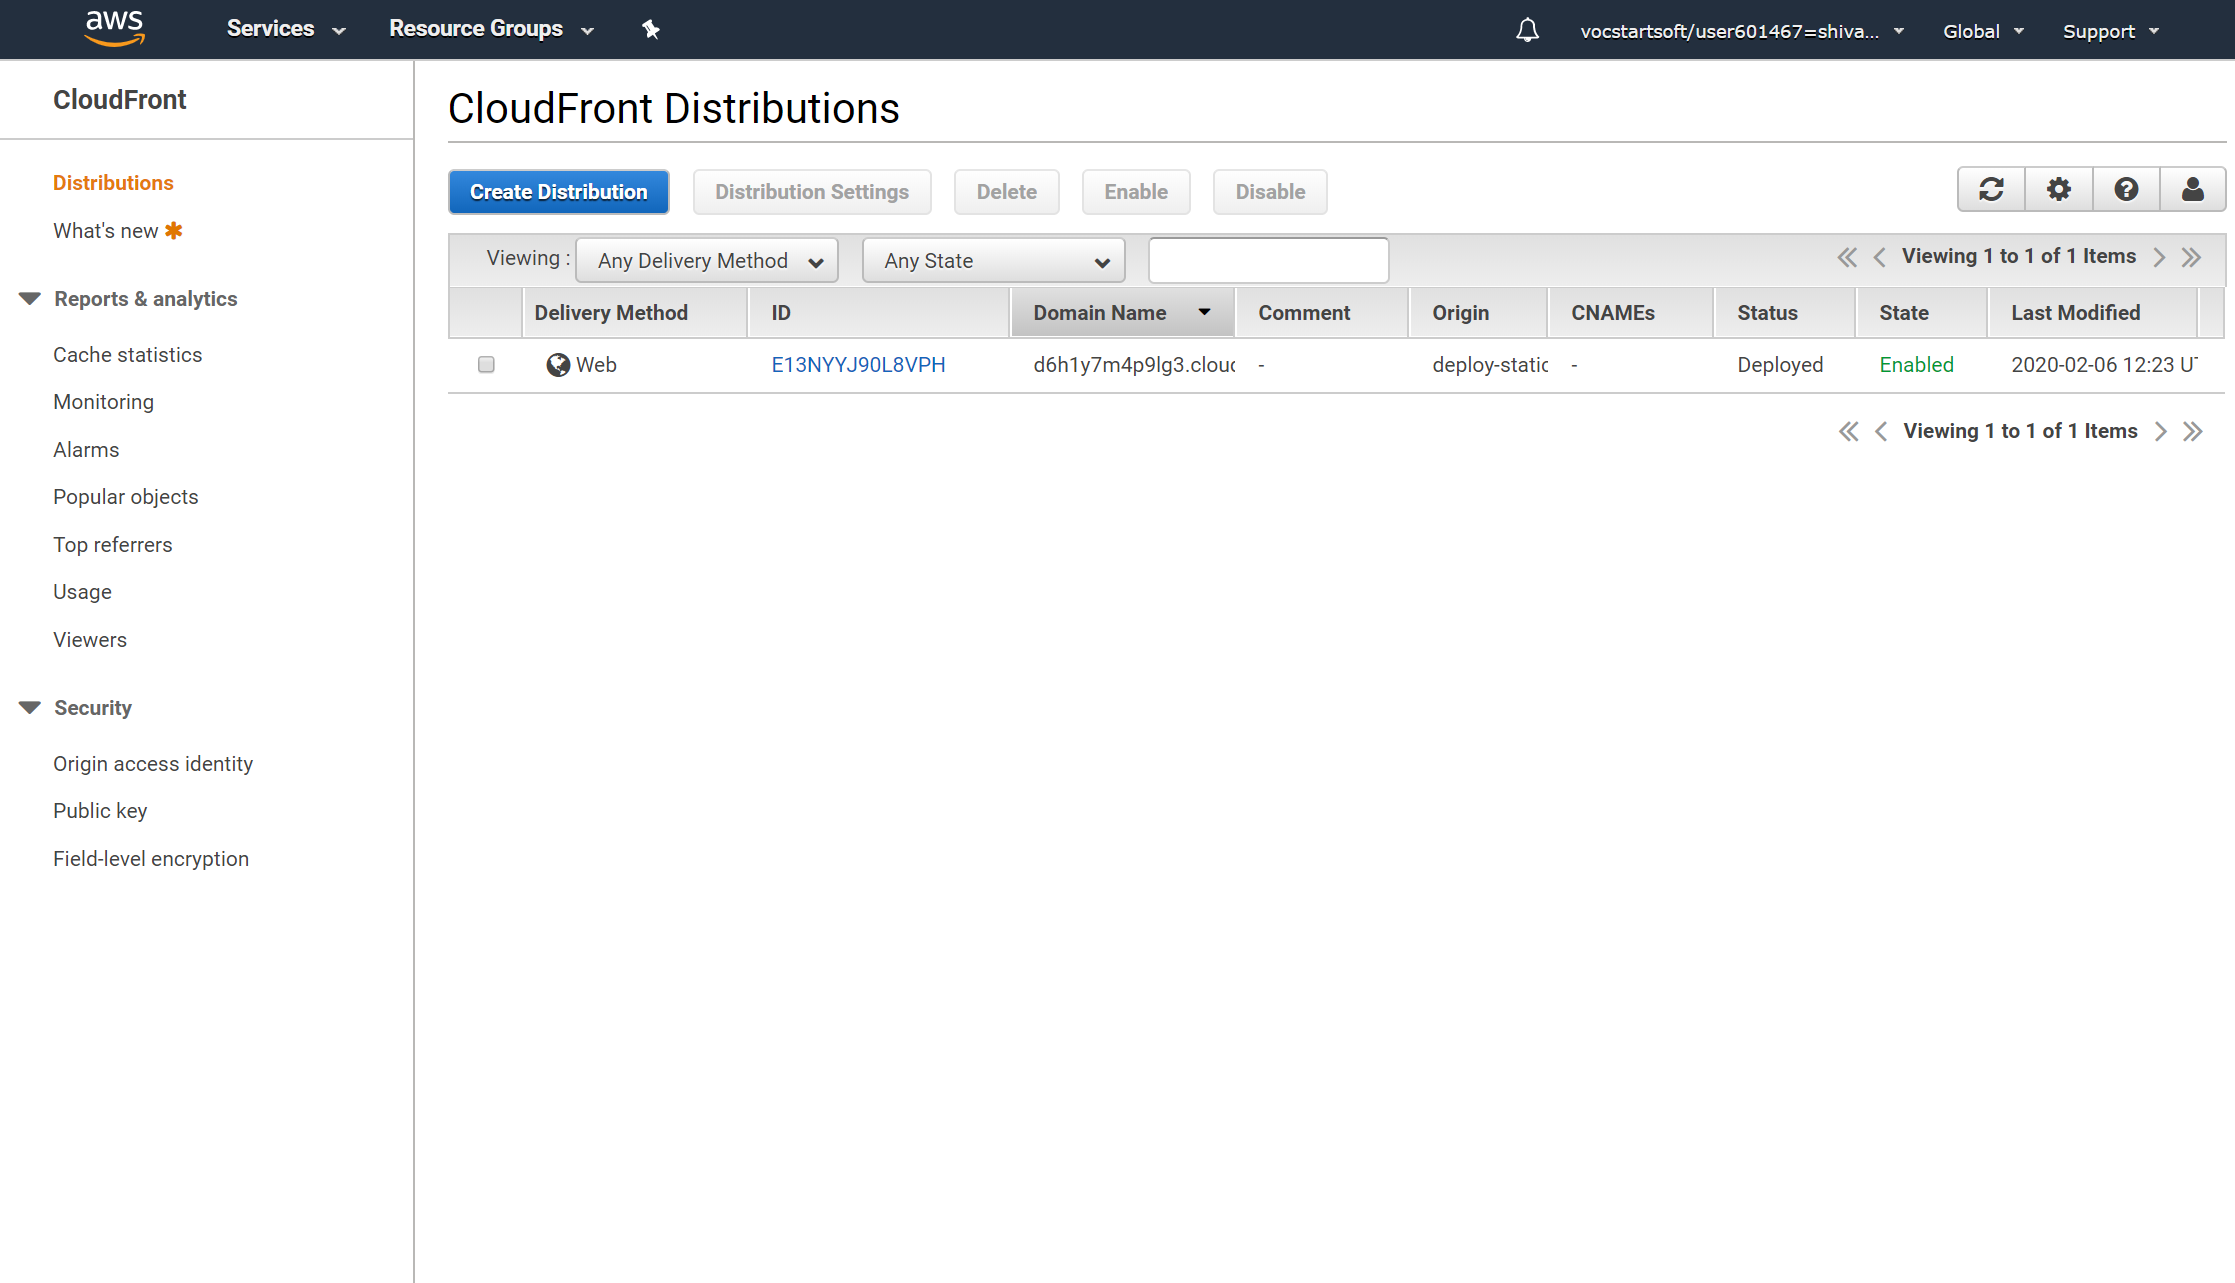 aws Services Resource Groups vocstartsoft/user601467=shiva... Global Support
CloudFront
Distributions
What's new
Reports & analytics
Cache statistics
Monitoring
Alarms
Popular objects
Top referrers
Usage
Viewers
Security
Origin access identity
Public key
Field-level encryption
CloudFront Distributions
Create Distribution Distribution Settings Delete Enable Disable
Viewing : Any Delivery Method Any State Viewing 1 to 1 of 1 Items
Delivery Method ID Domain Name Comment Origin CNAMEs Status State Last Modified
Web E13NYYJ90L8VPH d6h1y7m4p9lg3.clou - deploy-static - Deployed Enabled 2020-02-06 12:23 U
Viewing 1 to 1 of 1 Items